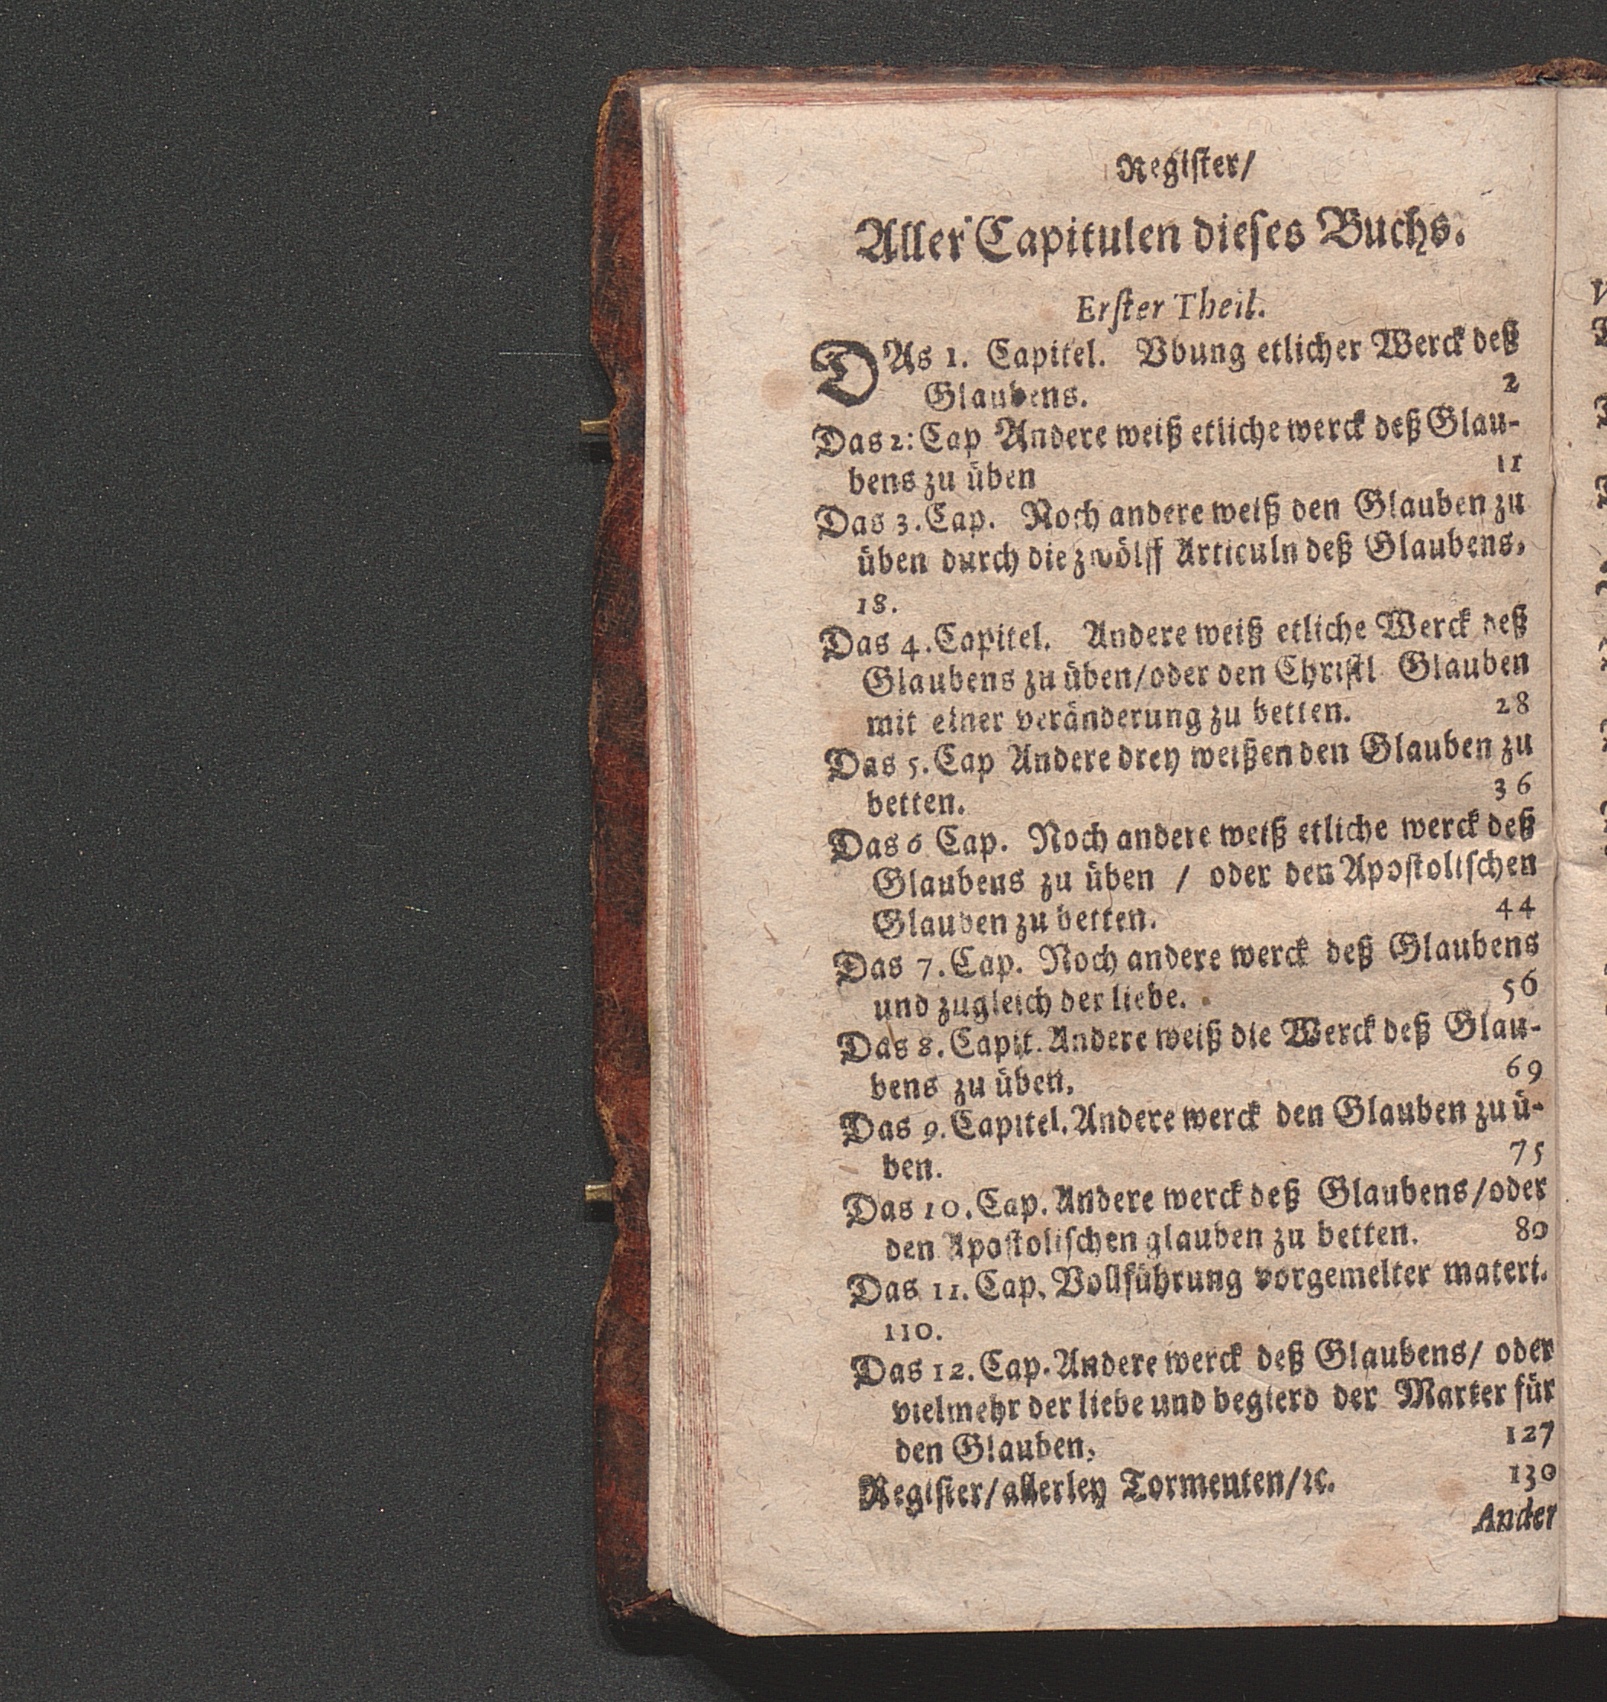 Register/
Aller Capitulen dieses Buchs.
Erster Theil.
DAs 1. Capitel. Vbung etlicher Werck deß
Glaubens. 2
Das 2: Cap Andere weiß etliche werck deß Glau-
bens zu üben 11
Das 3. Cap. Noch andere weiß den Glauben zu
üben durch die zwölff Articuln deß Glaubens,
18.
Das 4. Capitel. Andere weiß etliche Werck deß
Glaubens zu üben/oder den Christl Glauben
mit einer veränderung zu betten. 28
Das 5. Cap Andere drey weißen den Glauben zu
betten. 36
Das 6 Cap. Noch andere weiß etliche werck deß
Glaubens zu üben / oder den Apostolischen
Glauben zu betten. 44
Das 7. Cap. Noch andere werck deß Glaubens
und zugleich der liebe. 56
Das 8. Capit. Andere weiß die Werck deß Glau-
bens zu üben. 69
Das 9. Capitel. Andere werck den Glauben zu ü-
ben. 75
Das 10. Cap. Andere werck deß Glaubens/oder
den Apostolischen glauben zu betten. 80
Das 11. Cap. Vollführung vorgemelter materi.
110.
Das 12. Cap. Andere werck deß Glaubens/ oder
vielmehr der liebe und begierd der Marter für
den Glauben. 127
Register/allerley Tormenten/ꝛc. 130
Ander